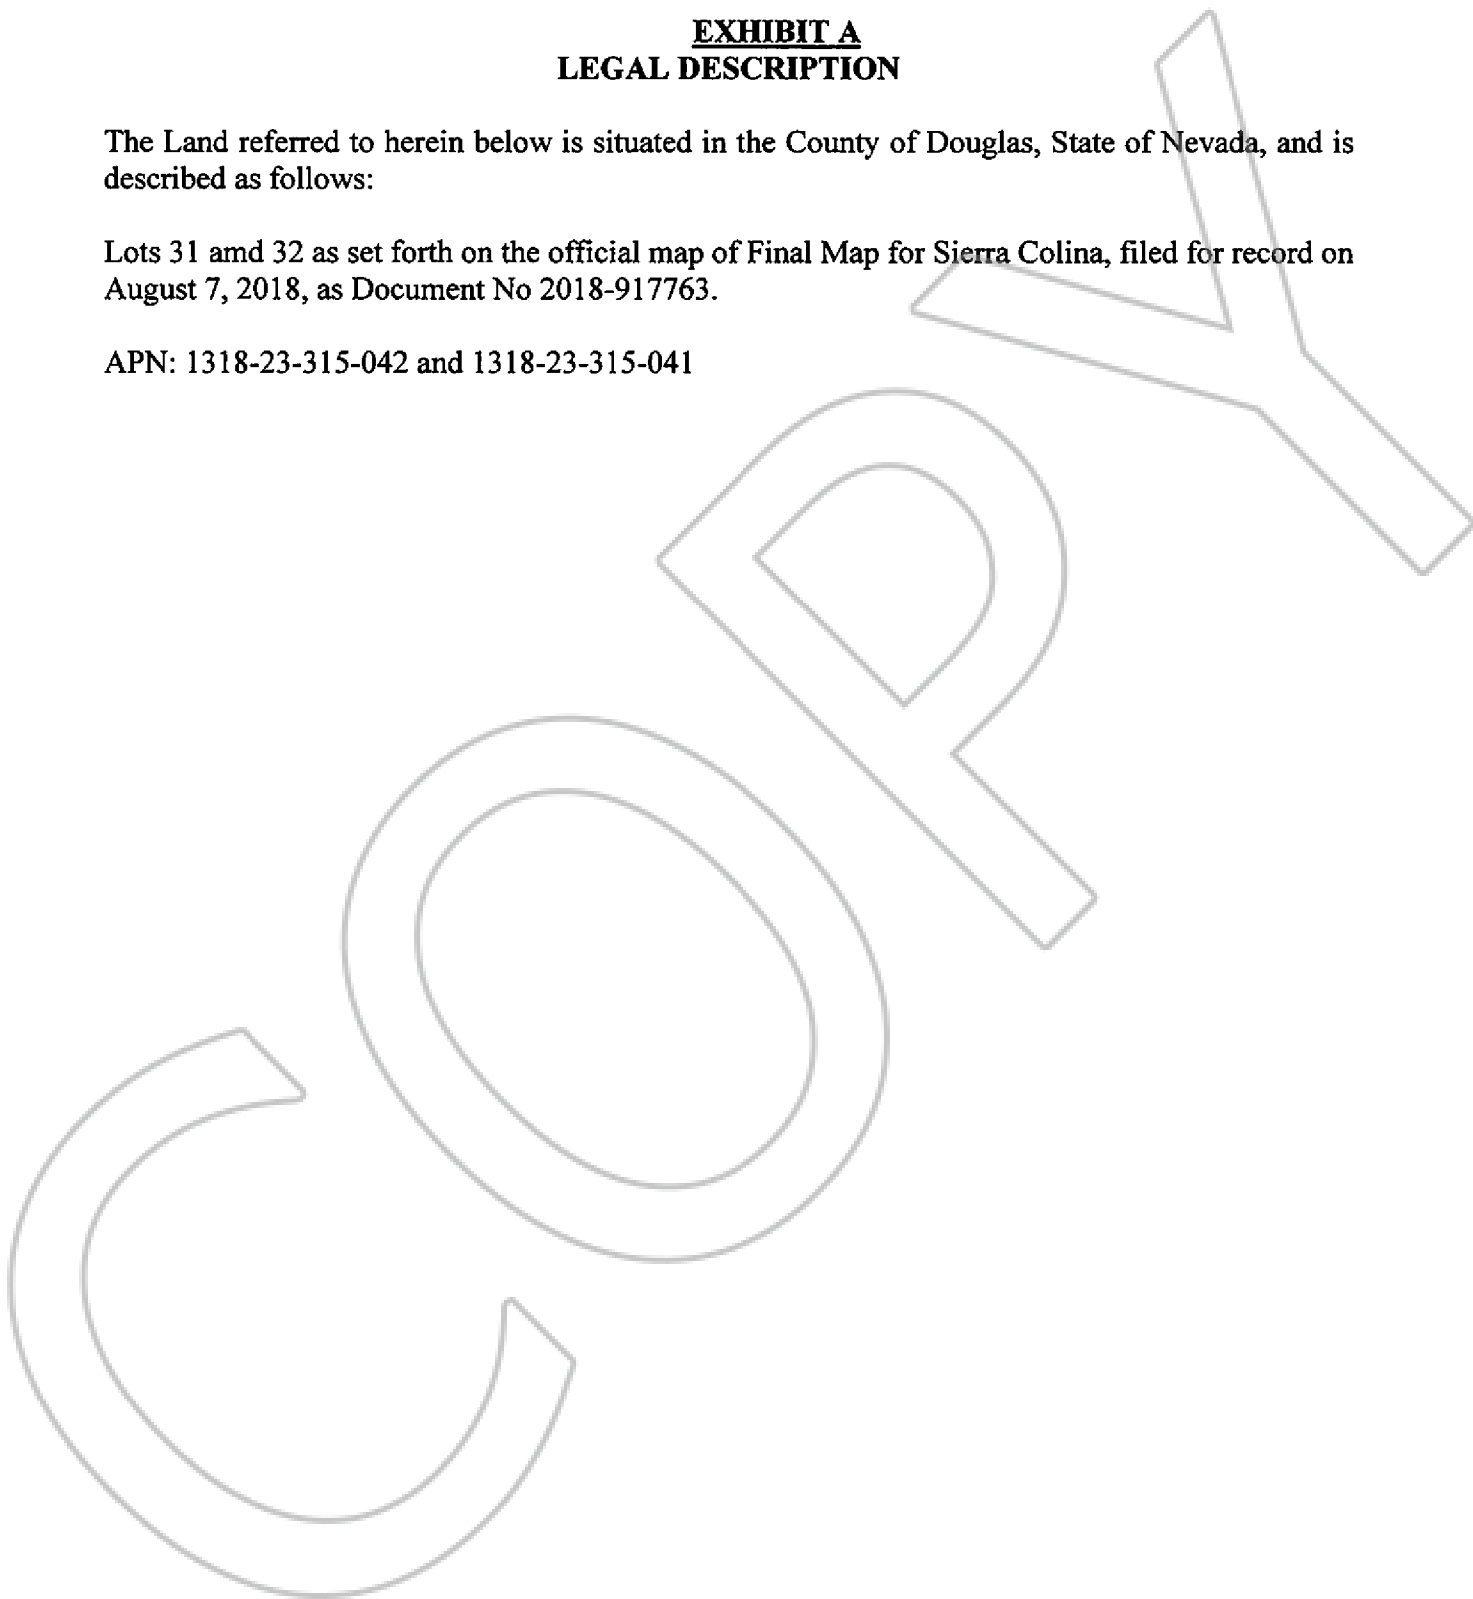 EXHIBIT A
LEGAL DESCRIPTION
The Land referred to herein below is situated in the County of Douglas, State of Nevada, and is
described as follows:
Lots 31 amd 32 as set forth on the official map of Final Map for Sierra Colina, filed for record on
August 7, 2018, as Document No 2018-917763.
APN: 1318-23-315-042 and 1318-23-315-041
COPY